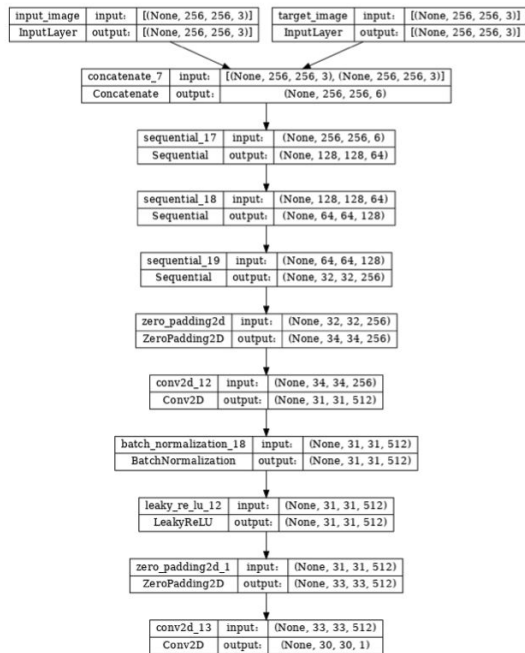 input_image input: [(None, 256, 256, 3)]
InputLayer output: [(None, 256, 256, 3)]
target_image input: [(None, 256, 256, 3)]
InputLayer output: [(None, 256, 256, 3)]
concatenate_7 input: [(None, 256, 256, 3), (None, 256, 256, 3)]
Concatenate output: (None, 256, 256, 6)
sequential_17 input: (None, 256, 256, 6)
Sequential output: (None, 128, 128, 64)
sequential_18 input: (None, 128, 128, 64)
Sequential output: (None, 64, 64, 128)
sequential_19 input: (None, 64, 64, 128)
Sequential output: (None, 32, 32, 256)
zero_padding2d input: (None, 32, 32, 256)
ZeroPadding2D output: (None, 34, 34, 256)
conv2d_12 input: (None, 34, 34, 256)
Conv2D output: (None, 31, 31, 512)
batch_normalization_18 input: (None, 31, 31, 512)
BatchNormalization output: (None, 31, 31, 512)
leaky_re_lu_12 input: (None, 31, 31, 512)
LeakyReLU output: (None, 31, 31, 512)
zero_padding2d_1 input: (None, 31, 31, 512)
ZeroPadding2D output: (None, 33, 33, 512)
conv2d_13 input: (None, 33, 33, 512)
Conv2D output: (None, 30, 30, 1)